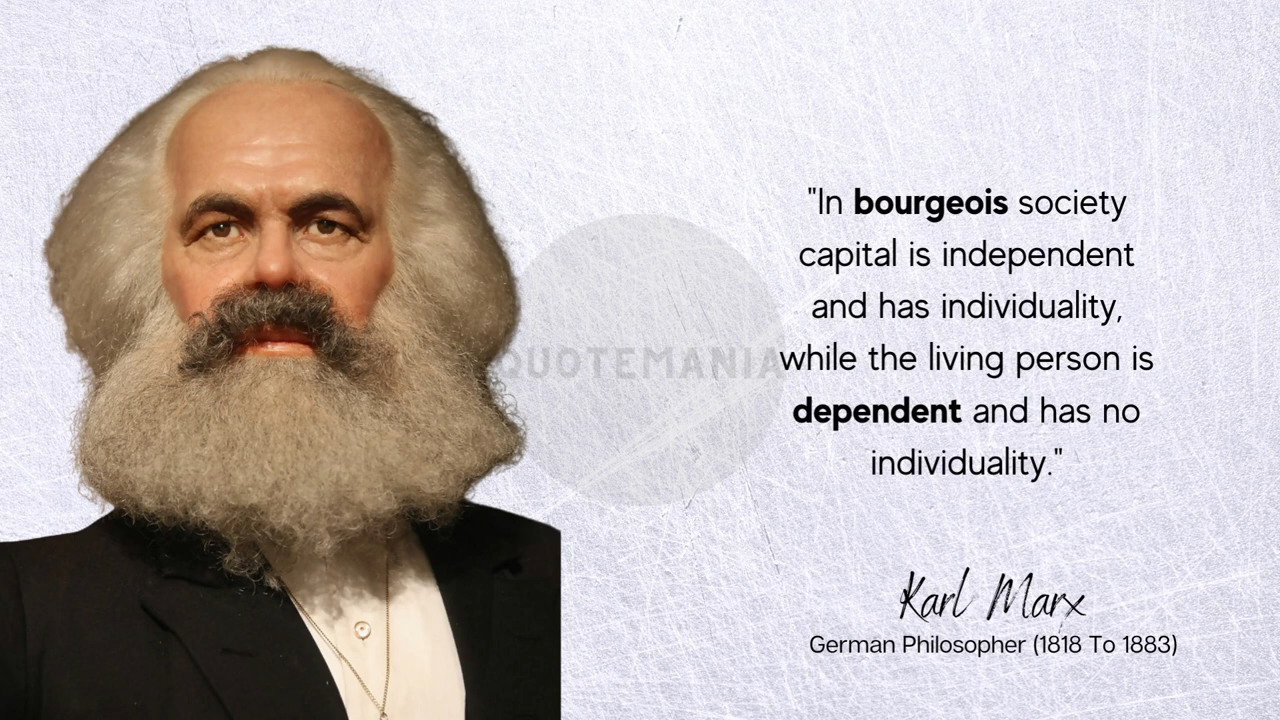 "In bourgeois society
capital is independent
and has individuality,
QUOTEMANIA
while the living person is
dependent and has no
individuality."
Karl Marx
German Philosopher (1818 To 1883)